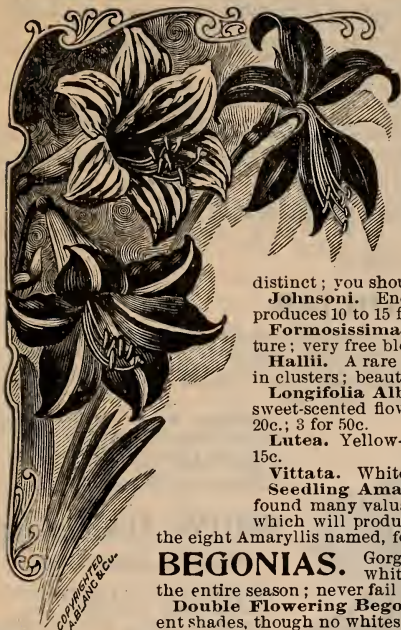 distinct; you shou
Johnsoni. En
produces 10 to 15 f
Formosissima
ture; very free bl
Hallii. A rare
in clusters; beaut
Longifolia Alb
sweet-scented flow
20c.; 3 for 50c.
Lutea. Yellow-
15c.
Vittata. White
Seedling Ama
found many valu
which will produ
the eight Amaryllis named, fo
BEGONIAS. Gorg
whit
the entire season; never fail
Double Flowering Bego
ent shades, though no whites
COPYRIGHTED
A. BLANC & Co.